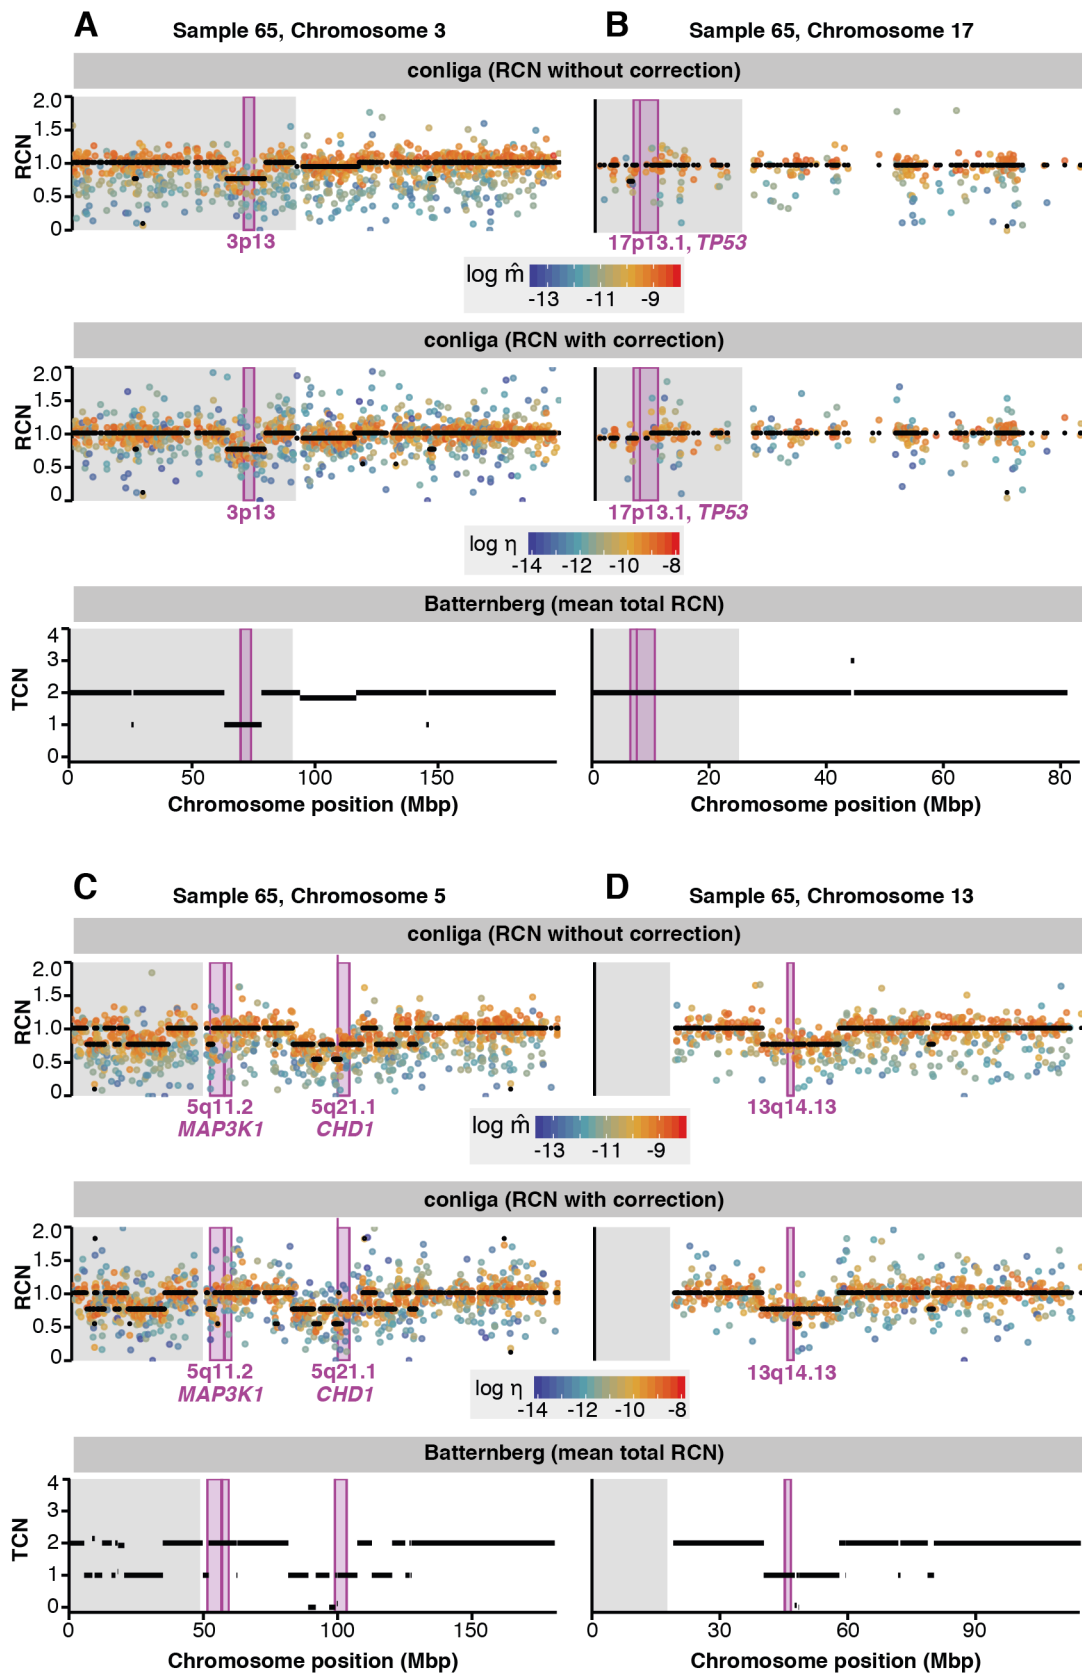 A
Sample 65, Chromosome 3
B
Sample 65, Chromosome 17
conliga (RCN without correction)
RCN
2.0
1.5
1.0
0.5
0
3p13
17p13.1, TP53
log m̂
-13 -11 -9
conliga (RCN with correction)
RCN
2.0
1.5
1.0
0.5
0
3p13
17p13.1, TP53
log η
-14 -12 -10 -8
Batternberg (mean total RCN)
TCN
4
3
2
1
0
0 50 100 150
0 20 40 60 80
Chromosome position (Mbp)
Chromosome position (Mbp)
C
Sample 65, Chromosome 5
D
Sample 65, Chromosome 13
conliga (RCN without correction)
RCN
2.0
1.5
1.0
0.5
0
5q11.2
MAP3K1
5q21.1
CHD1
13q14.13
log m̂
-13 -11 -9
conliga (RCN with correction)
RCN
2.0
1.5
1.0
0.5
0
5q11.2
MAP3K1
5q21.1
CHD1
13q14.13
log η
-14 -12 -10 -8
Batternberg (mean total RCN)
TCN
4
3
2
1
0
0 50 100 150
0 30 60 90
Chromosome position (Mbp)
Chromosome position (Mbp)